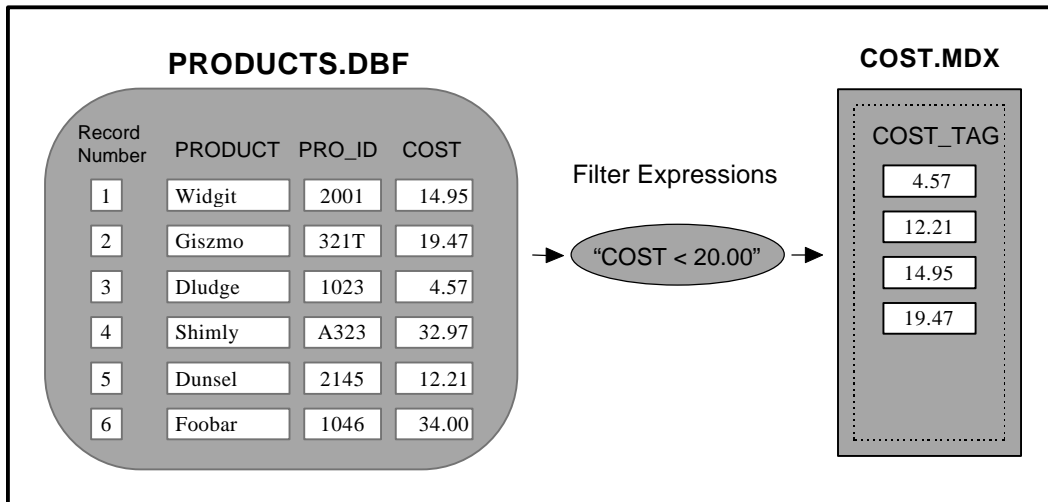 PRODUCTS.DBF
Record
Number PRODUCT PRO_ID COST
1 Widgit 2001 14.95
2 Giszmo 321T 19.47
3 Dludge 1023 4.57
4 Shimly A323 32.97
5 Dunsel 2145 12.21
6 Foobar 1046 34.00
Filter Expressions
“COST < 20.00”
COST.MDX
COST_TAG
4.57
12.21
14.95
19.47